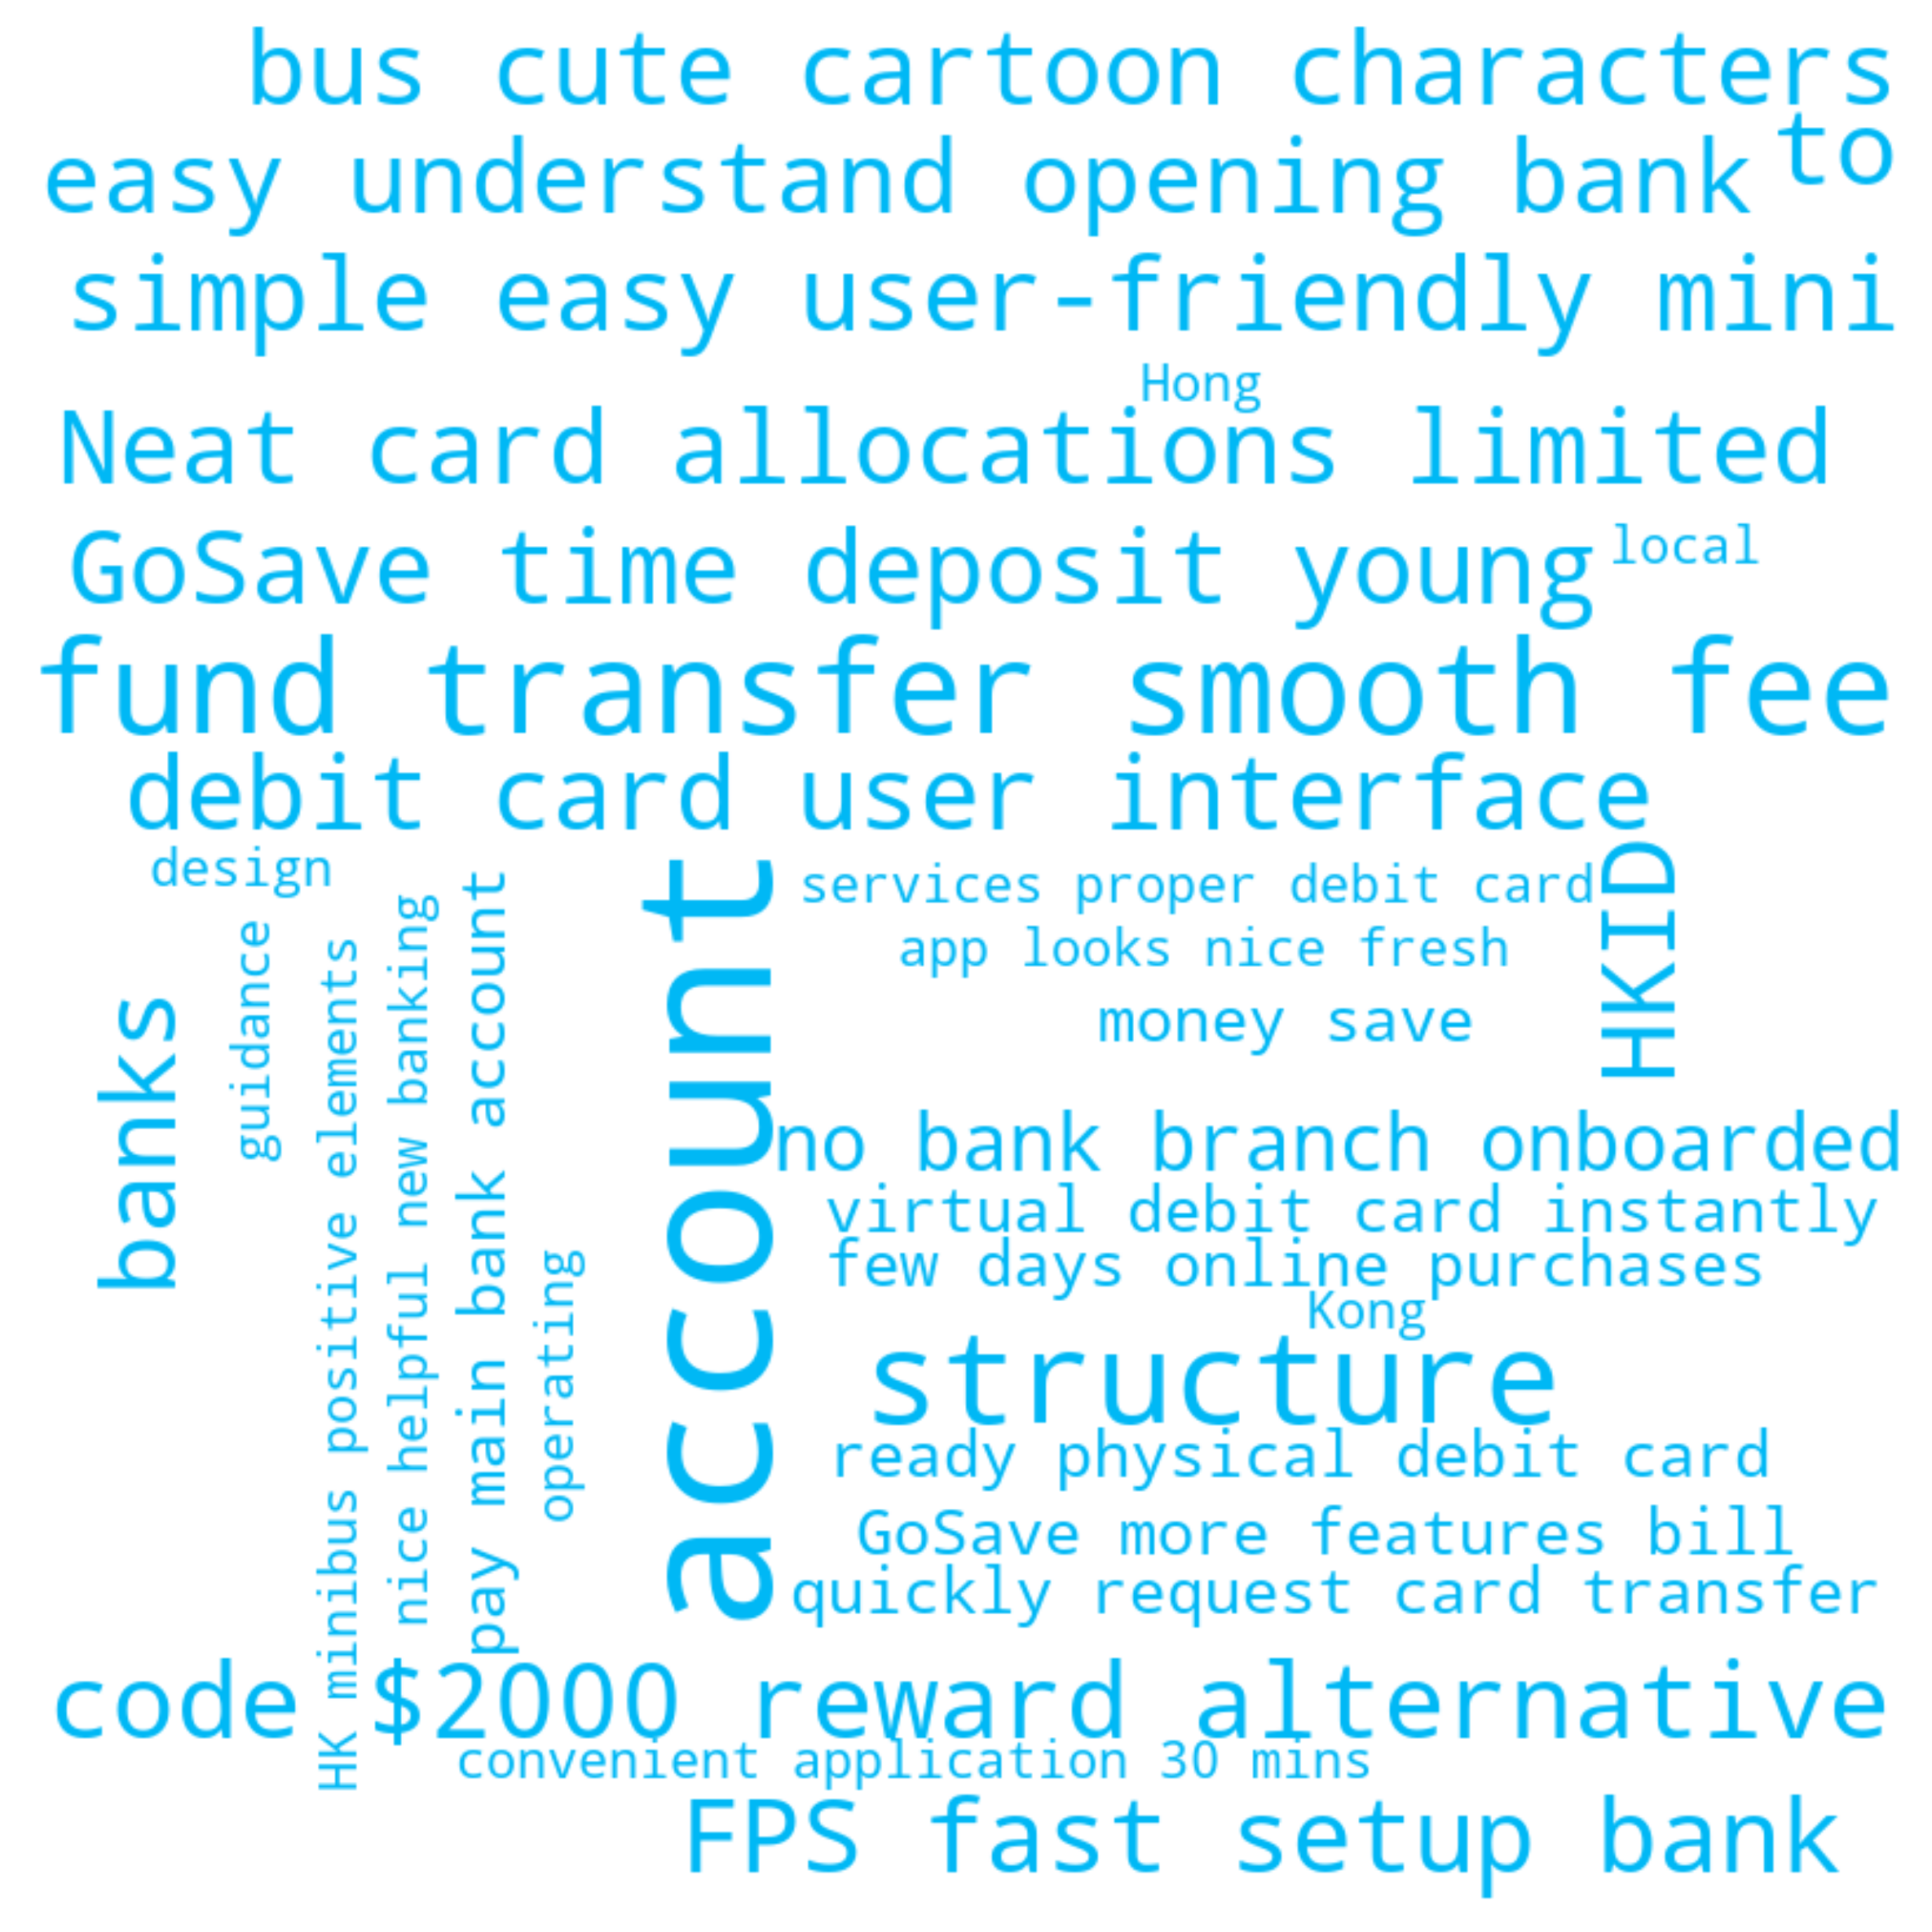 bus cute cartoon characters
easy understand opening bank
to
simple easy user-friendly mini
Hong
Neat card allocations limited
GoSave time deposit young
local
fund transfer smooth fee
debit card user interface
design
services proper debit card
HKID
app looks nice fresh
money save
banks
guidance
HK minibus positive elements
nice helpful new banking
pay main bank account
operating
account
no bank branch onboarded
virtual debit card instantly
few days online purchases
Kong
structure
ready physical debit card
GoSave more features bill
quickly request card transfer
code $2000 reward alternative
convenient application 30 mins
FPS fast setup bank